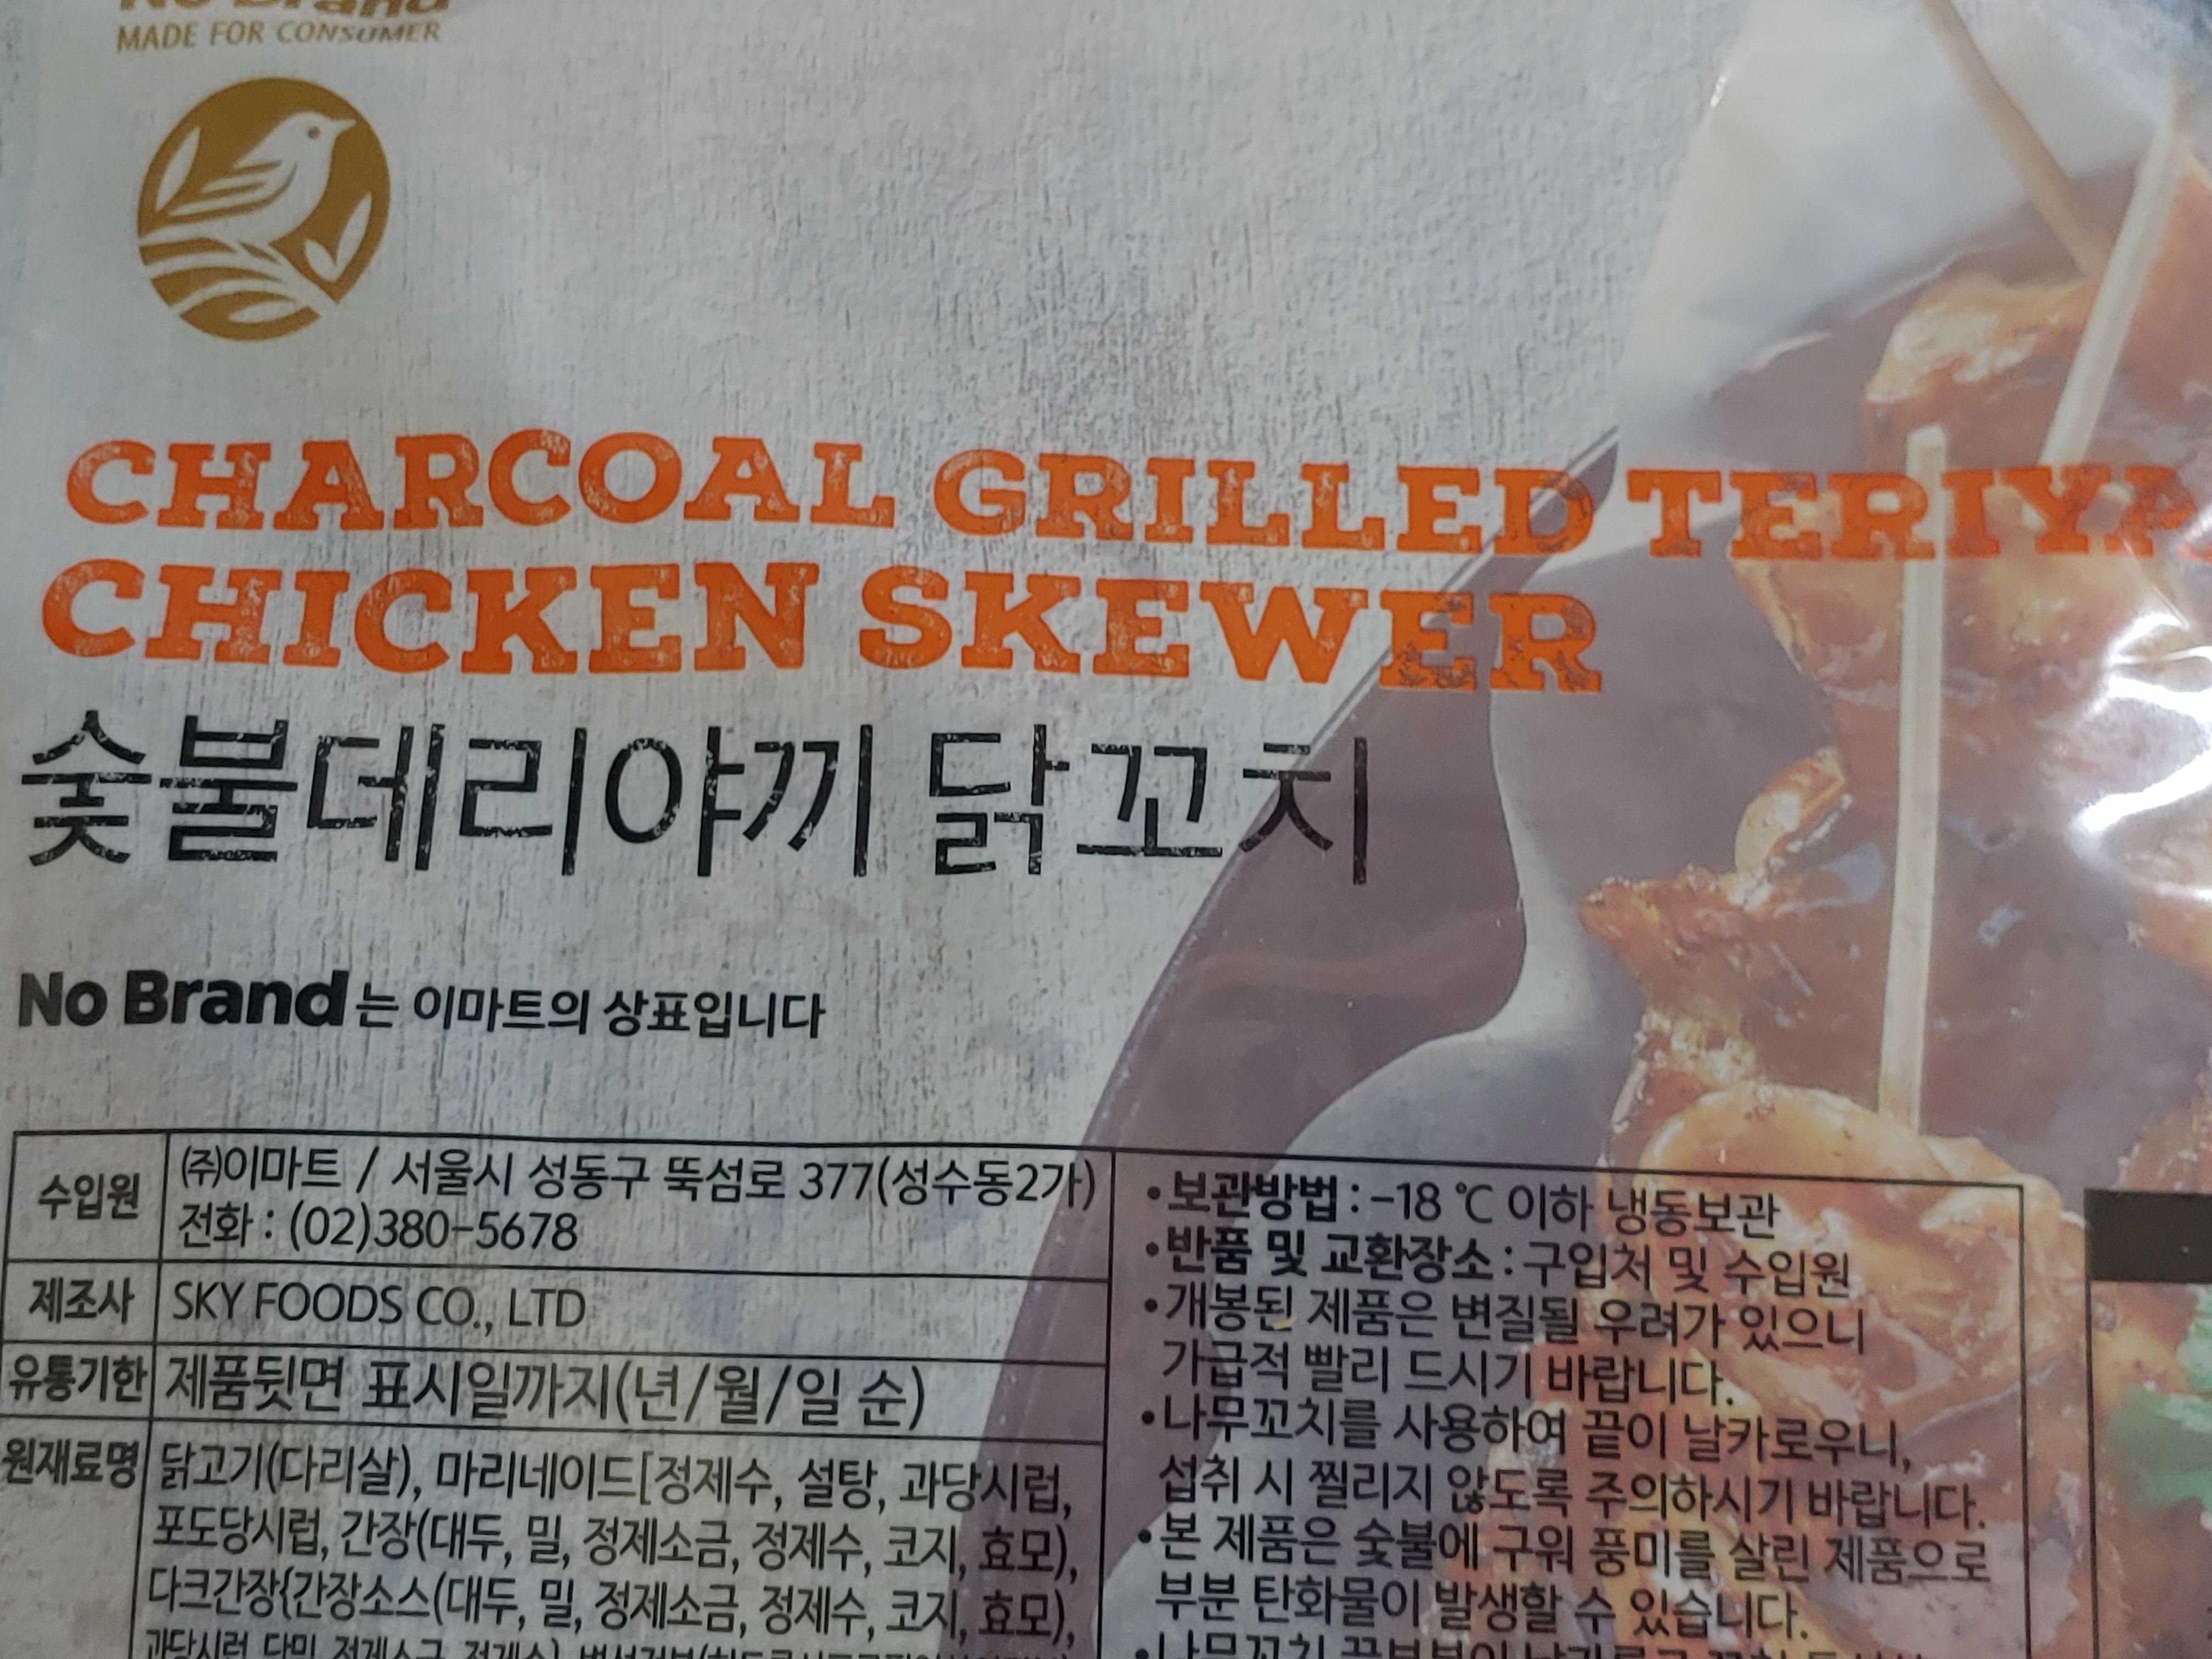 No Brand
MADE FOR CONSUMER
CHARCOAL GRILLED TERIYA
CHICKEN SKEWER
숯불데리야끼 닭꼬치
No Brand는 이마트의 상표입니다
수입원
㈜이마트 / 서울시 성동구 뚝섬로 377(성수동2가)
전화 : (02)380-5678
제조사
SKY FOODS CO., LTD
유통기한
제품뒷면 표시일까지(년/월/일 순)
원재료명
닭고기(다리살), 마리네이드[정제수, 설탕, 과당시럽,
포도당시럽, 간장(대두, 밀, 정제소금, 정제수, 코지, 효모),
다크간장{간장소스(대두, 밀, 정제소금, 정제수, 코지, 효모),
•보관방법 : -18 ℃ 이하 냉동보관
•반품 및 교환장소 : 구입처 및 수입원
•개봉된 제품은 변질될 우려가 있으니
가급적 빨리 드시기 바랍니다.
•나무꼬치를 사용하여 끝이 날카로우니,
섭취 시 찔리지 않도록 주의하시기 바랍니다.
•본 제품은 숯불에 구워 풍미를 살린 제품으로
부분 탄화물이 발생할 수 있습니다.